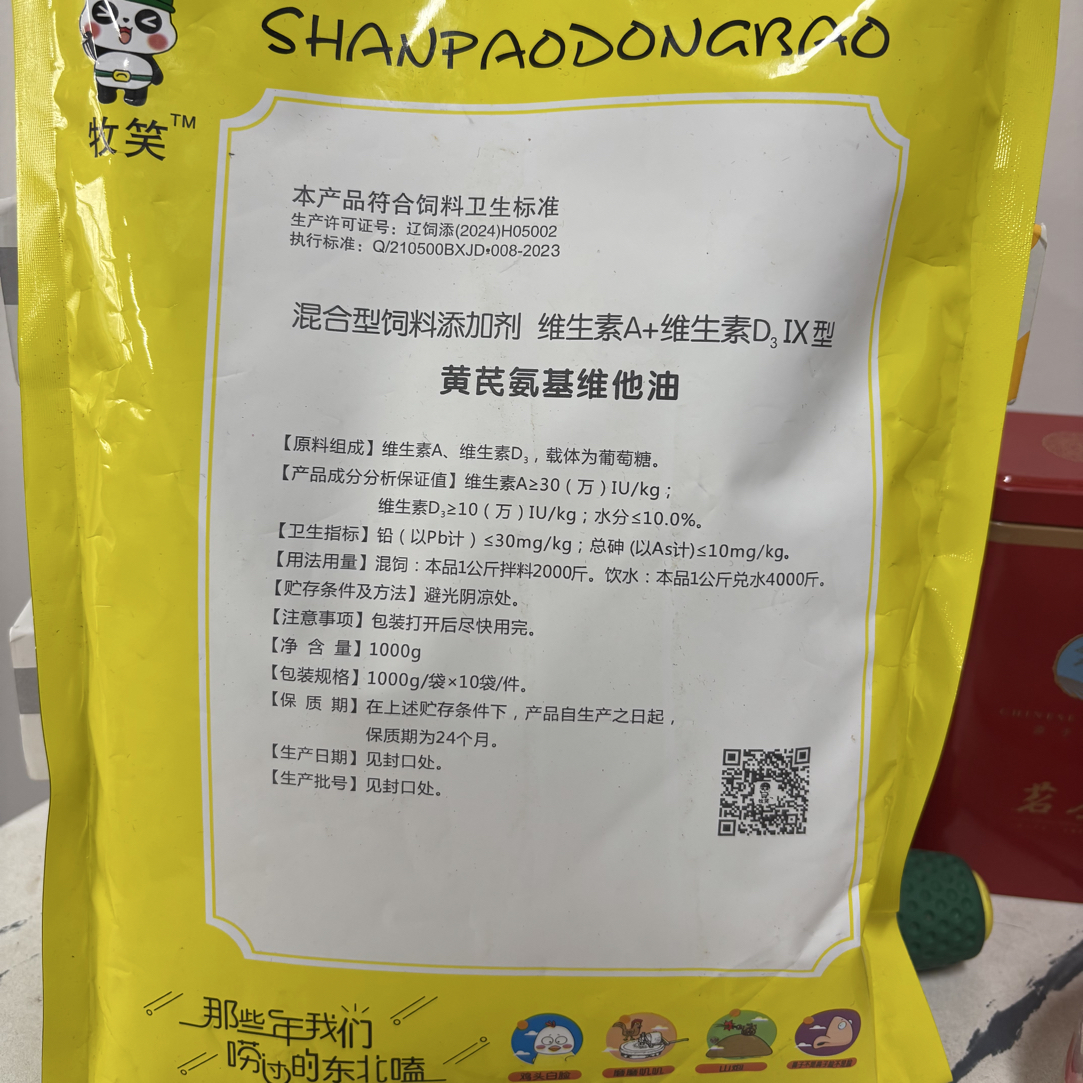 SHANPAODONGBAO
牧笑™
本产品符合饲料卫生标准
生产许可证号：辽饲添(2024)H05002
执行标准：Q/210500BXJD•008-2023
混合型饲料添加剂 维生素A+维生素D₃ IX型
黄芪氨基维他油
【原料组成】维生素A、维生素D₃，载体为葡萄糖。
【产品成分分析保证值】维生素A≥30（万）IU/kg；
维生素D₃≥10（万）IU/kg；水分≤10.0%。
【卫生指标】铅（以Pb计）≤30mg/kg；总砷 (以As计)≤10mg/kg。
【用法用量】混饲：本品1公斤拌料2000斤。饮水：本品1公斤兑水4000斤。
【贮存条件及方法】避光阴凉处。
【注意事项】包装打开后尽快用完。
【净 含 量】1000g
【包装规格】1000g/袋×10袋/件。
【保 质 期】在上述贮存条件下，产品自生产之日起，
保质期为24个月。
【生产日期】见封口处。
【生产批号】见封口处。
那些年我们
唠过的东北嗑